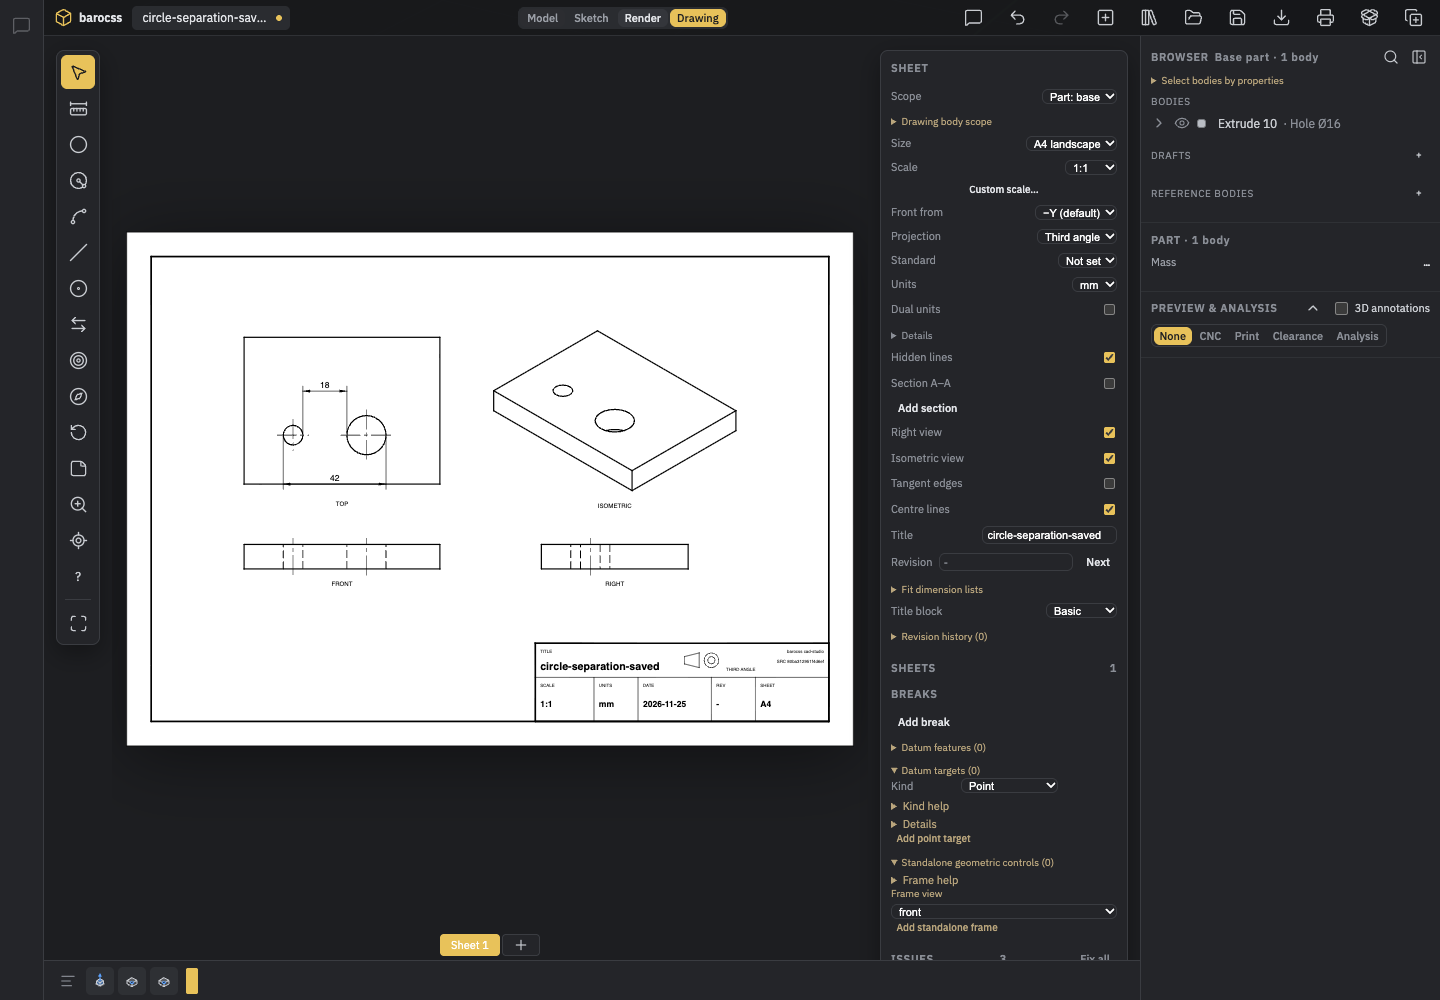 barocss
circle-separation-sav...
Model
Sketch
Render
Drawing
SHEET
Scope
Part: base
Drawing body scope
Size
A4 landscape
Scale
1:1
Custom scale...
Front from
−Y (default)
Projection
Third angle
Standard
Not set
Units
mm
Dual units
Details
Hidden lines
Section A–A
Add section
Right view
Isometric view
Tangent edges
Centre lines
Title
circle-separation-saved
Revision
-
Next
Fit dimension lists
Title block
Basic
Revision history (0)
SHEETS
1
BREAKS
Add break
Datum features (0)
Datum targets (0)
Kind
Point
Kind help
Details
Add point target
Standalone geometric controls (0)
Frame help
Frame view
front
Add standalone frame
ISSUES
3
Fix all
BROWSER Base part · 1 body
Select bodies by properties
BODIES
Extrude 10 · Hole Ø16
DRAFTS
+
REFERENCE BODIES
+
PART · 1 body
Mass
...
PREVIEW & ANALYSIS
3D annotations
None
CNC
Print
Clearance
Analysis
18
42
TOP
ISOMETRIC
FRONT
RIGHT
TITLE
circle-separation-saved
THIRD ANGLE
barocss cad-studio
SCALE
1:1
UNITS
mm
DATE
2026-11-25
REV
-
SHEET
A4
?
Sheet 1
+